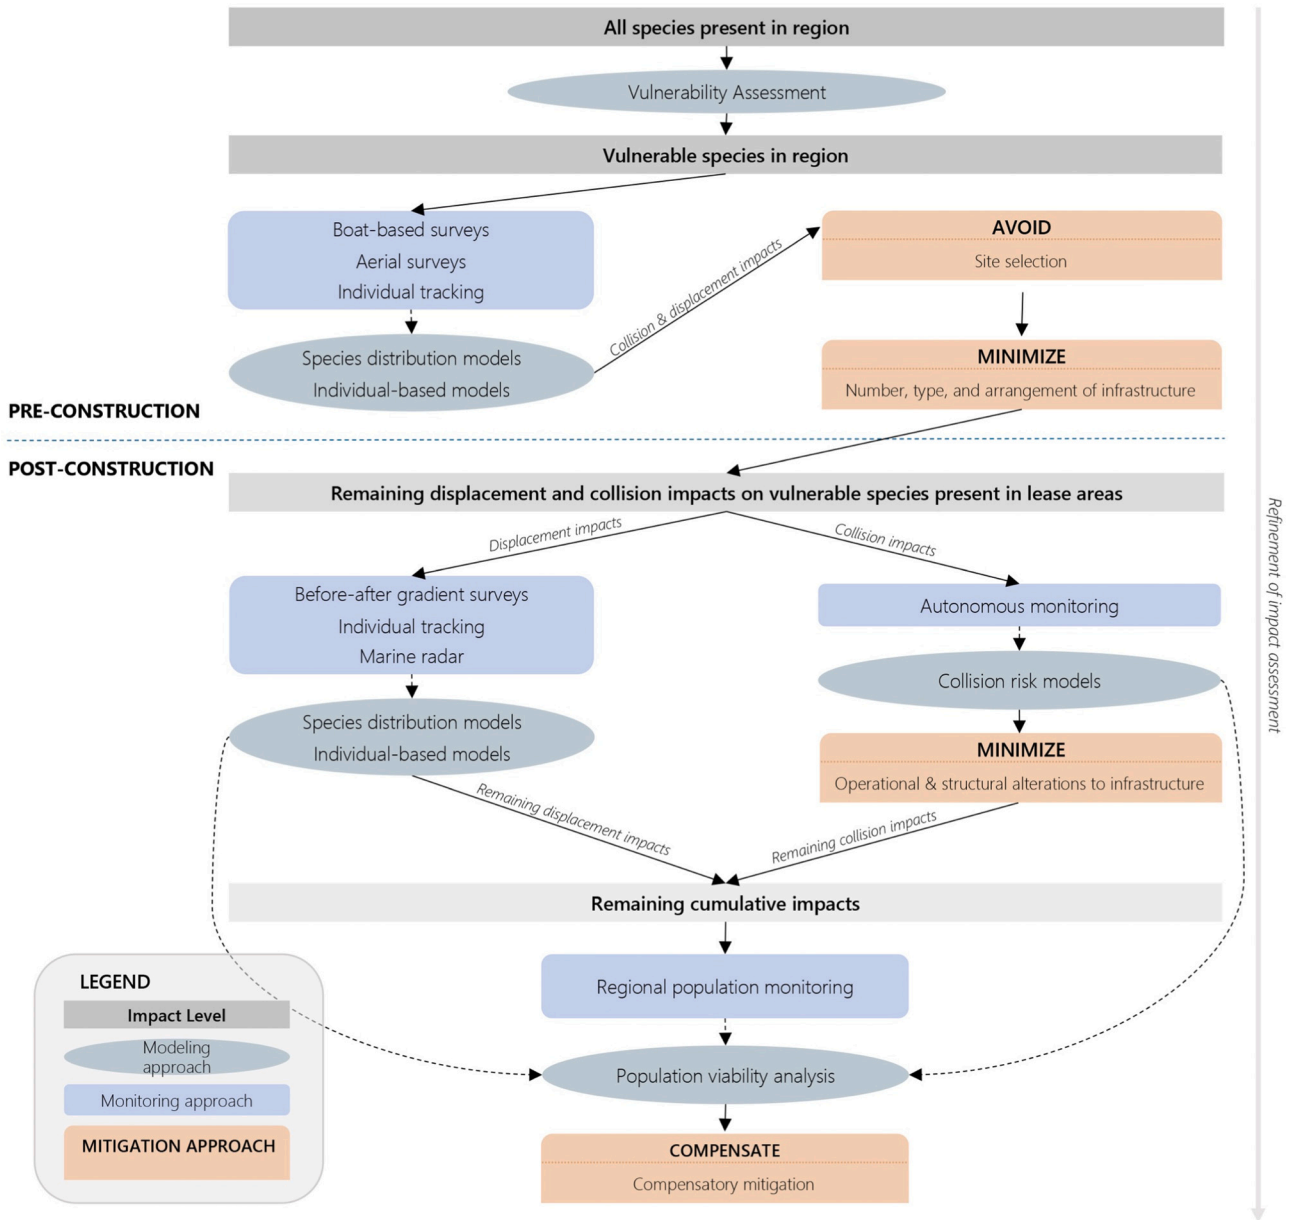 All species present in region
Vulnerability Assessment
Vulnerable species in region
Boat-based surveys
Aerial surveys
Individual tracking
Species distribution models
Individual-based models
Collision & displacement impacts
AVOID
Site selection
MINIMIZE
Number, type, and arrangement of infrastructure
PRE-CONSTRUCTION
POST-CONSTRUCTION
Remaining displacement and collision impacts on vulnerable species present in lease areas
Displacement impacts
Collision impacts
Before-after gradient surveys
Individual tracking
Marine radar
Species distribution models
Individual-based models
Autonomous monitoring
Collision risk models
MINIMIZE
Operational & structural alterations to infrastructure
Remaining displacement impacts
Remaining collision impacts
Remaining cumulative impacts
Regional population monitoring
Population viability analysis
COMPENSATE
Compensatory mitigation
LEGEND
Impact Level
Modeling
approach
Monitoring approach
MITIGATION APPROACH
Refinement of impact assessment